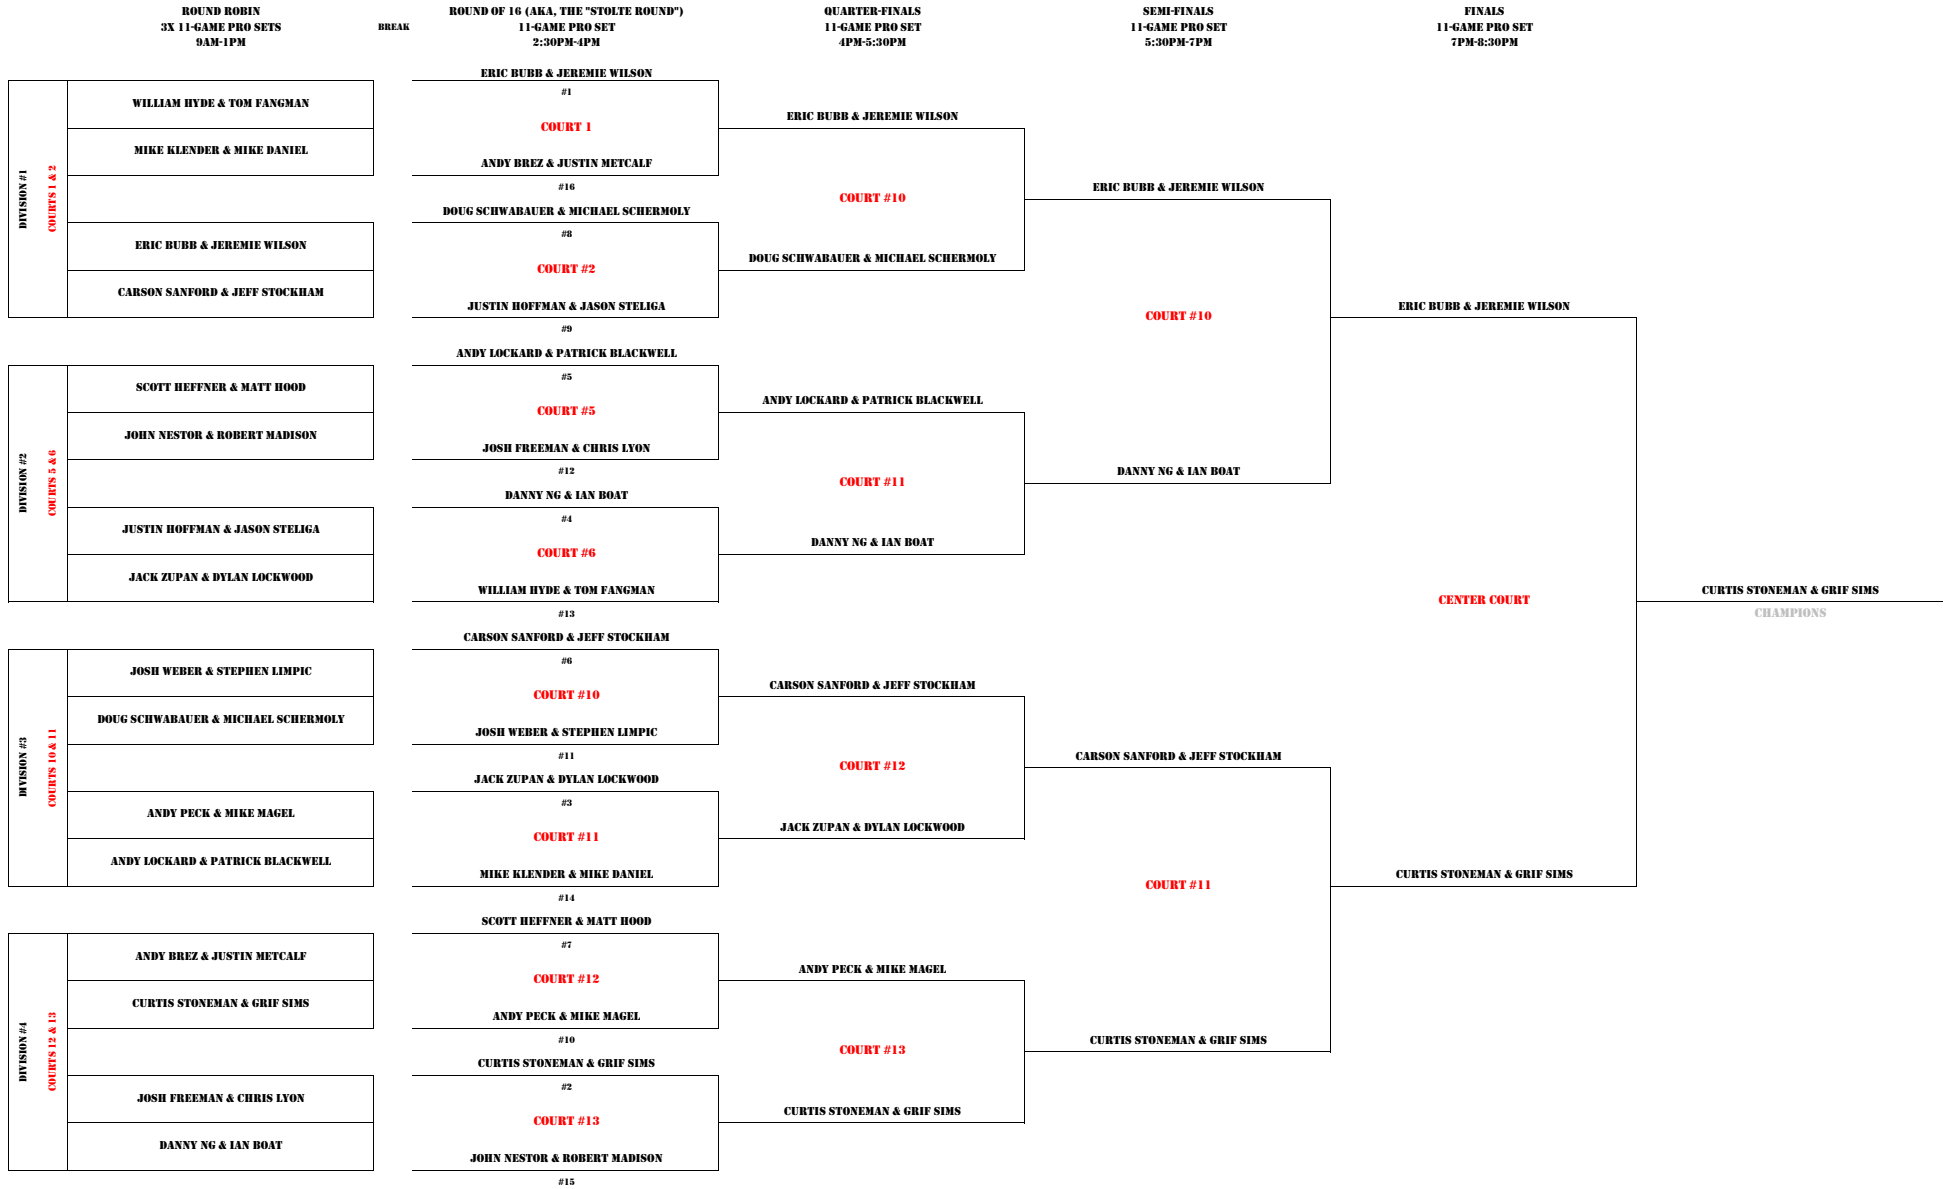 ROUND ROBIN
3X 11-GAME PRO SETS
9AM-1PM
BREAK
ROUND OF 16 (AKA, THE "STOLTE ROUND")
11-GAME PRO SET
2:30PM-4PM
QUARTER-FINALS
11-GAME PRO SET
4PM-5:30PM
SEMI-FINALS
11-GAME PRO SET
5:30PM-7PM
FINALS
11-GAME PRO SET
7PM-8:30PM
DIVISION #1
COURTS 1 & 2
WILLIAM HYDE & TOM FANGMAN
MIKE KLENDER & MIKE DANIEL
ERIC BUBB & JEREMIE WILSON
CARSON SANFORD & JEFF STOCKHAM
DIVISION #2
COURTS 5 & 6
SCOTT HEFFNER & MATT HOOD
JOHN NESTOR & ROBERT MADISON
JUSTIN HOFFMAN & JASON STELIGA
JACK ZUPAN & DYLAN LOCKWOOD
DIVISION #3
COURTS 10 & 11
JOSH WEBER & STEPHEN LIMPIC
DOUG SCHWABAUER & MICHAEL SCHERMOLY
ANDY PECK & MIKE MAGEL
ANDY LOCKARD & PATRICK BLACKWELL
DIVISION #4
COURTS 12 & 13
ANDY BREZ & JUSTIN METCALF
CURTIS STONEMAN & GRIF SIMS
JOSH FREEMAN & CHRIS LYON
DANNY NG & IAN BOAT
ERIC BUBB & JEREMIE WILSON
#1
COURT 1
ANDY BREZ & JUSTIN METCALF
#16
DOUG SCHWABAUER & MICHAEL SCHERMOLY
#8
COURT #2
JUSTIN HOFFMAN & JASON STELIGA
#9
ANDY LOCKARD & PATRICK BLACKWELL
#5
COURT #5
JOSH FREEMAN & CHRIS LYON
#12
DANNY NG & IAN BOAT
#4
COURT #6
WILLIAM HYDE & TOM FANGMAN
#13
CARSON SANFORD & JEFF STOCKHAM
#6
COURT #10
JOSH WEBER & STEPHEN LIMPIC
#11
JACK ZUPAN & DYLAN LOCKWOOD
#3
COURT #11
MIKE KLENDER & MIKE DANIEL
#14
SCOTT HEFFNER & MATT HOOD
#7
COURT #12
ANDY PECK & MIKE MAGEL
#10
CURTIS STONEMAN & GRIF SIMS
#2
COURT #13
JOHN NESTOR & ROBERT MADISON
#15
ERIC BUBB & JEREMIE WILSON
COURT #10
DOUG SCHWABAUER & MICHAEL SCHERMOLY
ANDY LOCKARD & PATRICK BLACKWELL
COURT #11
DANNY NG & IAN BOAT
CARSON SANFORD & JEFF STOCKHAM
COURT #12
JACK ZUPAN & DYLAN LOCKWOOD
ANDY PECK & MIKE MAGEL
COURT #13
CURTIS STONEMAN & GRIF SIMS
ERIC BUBB & JEREMIE WILSON
COURT #10
DANNY NG & IAN BOAT
CARSON SANFORD & JEFF STOCKHAM
COURT #11
CURTIS STONEMAN & GRIF SIMS
ERIC BUBB & JEREMIE WILSON
CENTER COURT
CURTIS STONEMAN & GRIF SIMS
CURTIS STONEMAN & GRIF SIMS
CHAMPIONS